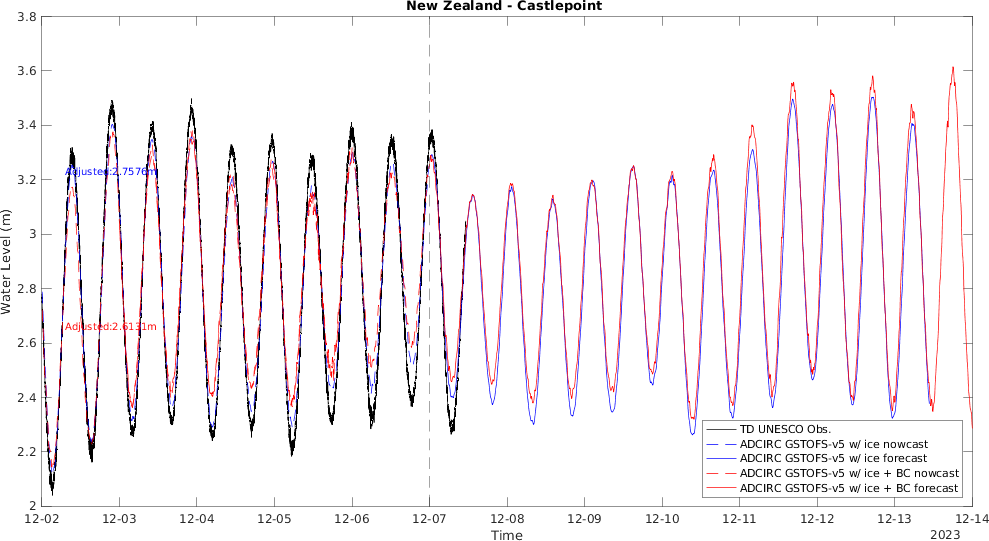 New Zealand - Castlepoint
3.8
3.6
3.4
3.2
3
2.8
2.6
2.4
2.2
2
Water Level (m)
Adjusted:2.7576m
Adjusted:2.6131m
TD UNESCO Obs.
ADCIRC GSTOFS-v5 w/ ice nowcast
ADCIRC GSTOFS-v5 w/ ice forecast
ADCIRC GSTOFS-v5 w/ ice + BC nowcast
ADCIRC GSTOFS-v5 w/ ice + BC forecast
12-02 12-03 12-04 12-05 12-06 12-07 12-08 12-09 12-10 12-11 12-12 12-13 12-14
Time
2023